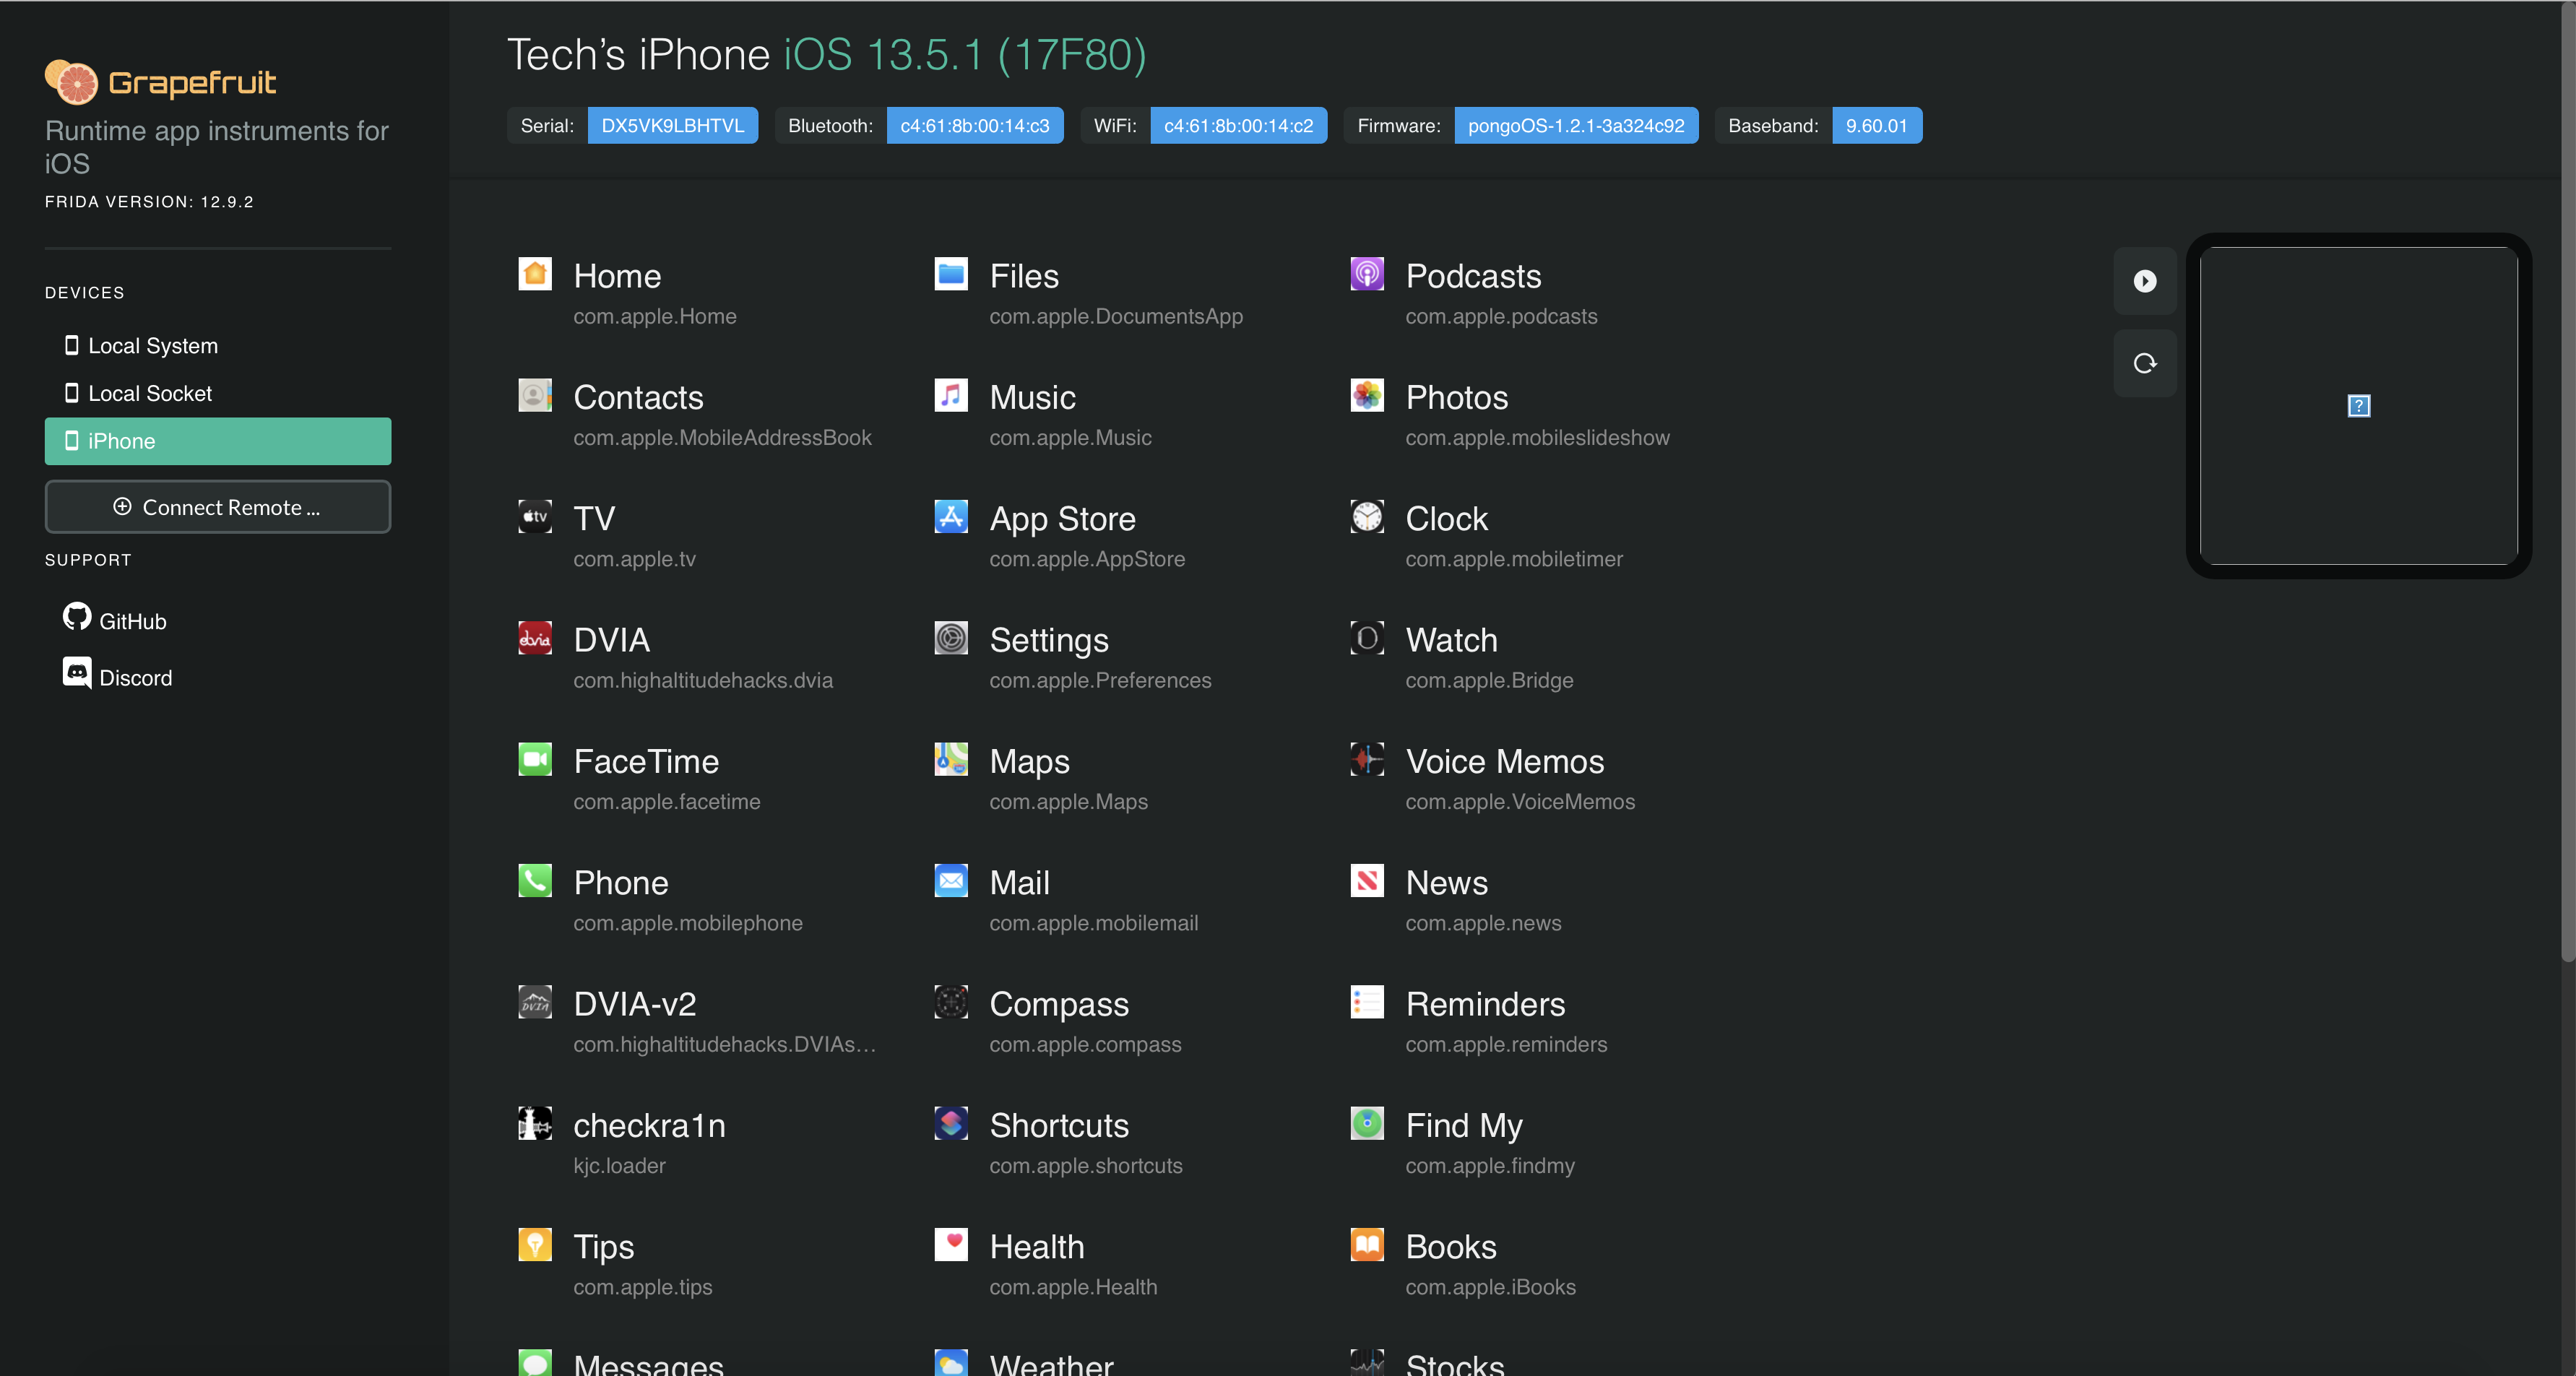 Grapefruit
Runtime app instruments for
iOS
FRIDA VERSION: 12.9.2
DEVICES
Local System
Local Socket
iPhone
Connect Remote ...
SUPPORT
GitHub
Discord
Tech’s iPhone iOS 13.5.1 (17F80)
Serial: DX5VK9LBHTVL Bluetooth: c4:61:8b:00:14:c3 WiFi: c4:61:8b:00:14:c2 Firmware: pongoOS-1.2.1-3a324c92 Baseband: 9.60.01
Home
com.apple.Home
Files
com.apple.DocumentsApp
Podcasts
com.apple.podcasts
Contacts
com.apple.MobileAddressBook
Music
com.apple.Music
Photos
com.apple.mobileslideshow
tv
TV
com.apple.tv
App Store
com.apple.AppStore
Clock
com.apple.mobiletimer
dvia
DVIA
com.highaltitudehacks.dvia
Settings
com.apple.Preferences
Watch
com.apple.Bridge
FaceTime
com.apple.facetime
Maps
com.apple.Maps
Voice Memos
com.apple.VoiceMemos
Phone
com.apple.mobilephone
Mail
com.apple.mobilemail
News
com.apple.news
DVIA
DVIA-v2
com.highaltitudehacks.DVIAs...
Compass
com.apple.compass
Reminders
com.apple.reminders
checkra1n
kjc.loader
Shortcuts
com.apple.shortcuts
Find My
com.apple.findmy
Tips
com.apple.tips
Health
com.apple.Health
Books
com.apple.iBooks
Messages
Weather
Stocks
?